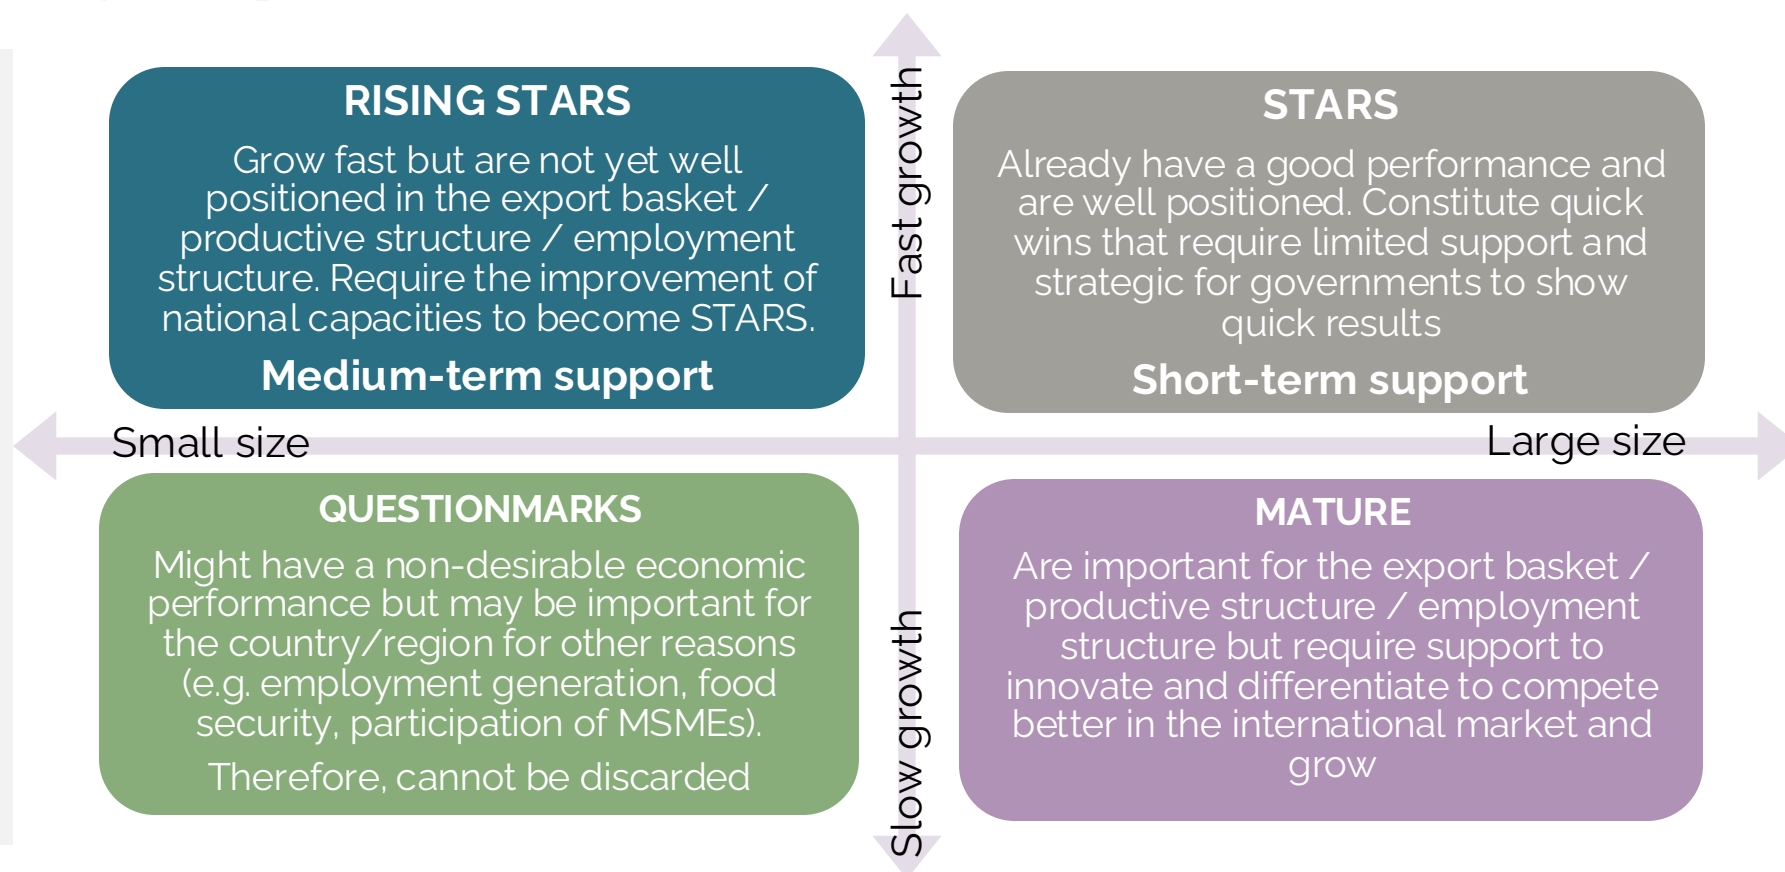 RISING STARS
Grow fast but are not yet well
positioned in the export basket /
productive structure / employment
structure. Require the improvement of
national capacities to become STARS.
Medium-term support
Fast growth
STARS
Already have a good performance and
are well positioned. Constitute quick
wins that require limited support and
strategic for governments to show
quick results
Short-term support
Small size
Large size
QUESTIONMARKS
Might have a non-desirable economic
performance but may be important for
the country/region for other reasons
(e.g. employment generation, food
security, participation of MSMEs).
Therefore, cannot be discarded
Slow growth
MATURE
Are important for the export basket /
productive structure / employment
structure but require support to
innovate and differentiate to compete
better in the international market and
grow